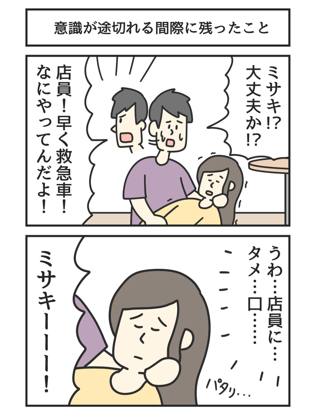 意識が途切れる間際に残ったこと
ミサキ!?
大丈夫か!?
店員！早く救急車！
なにやってんだよ！
うわ…店員に…
タメ…口……
ミサキーーー！
パタリ…